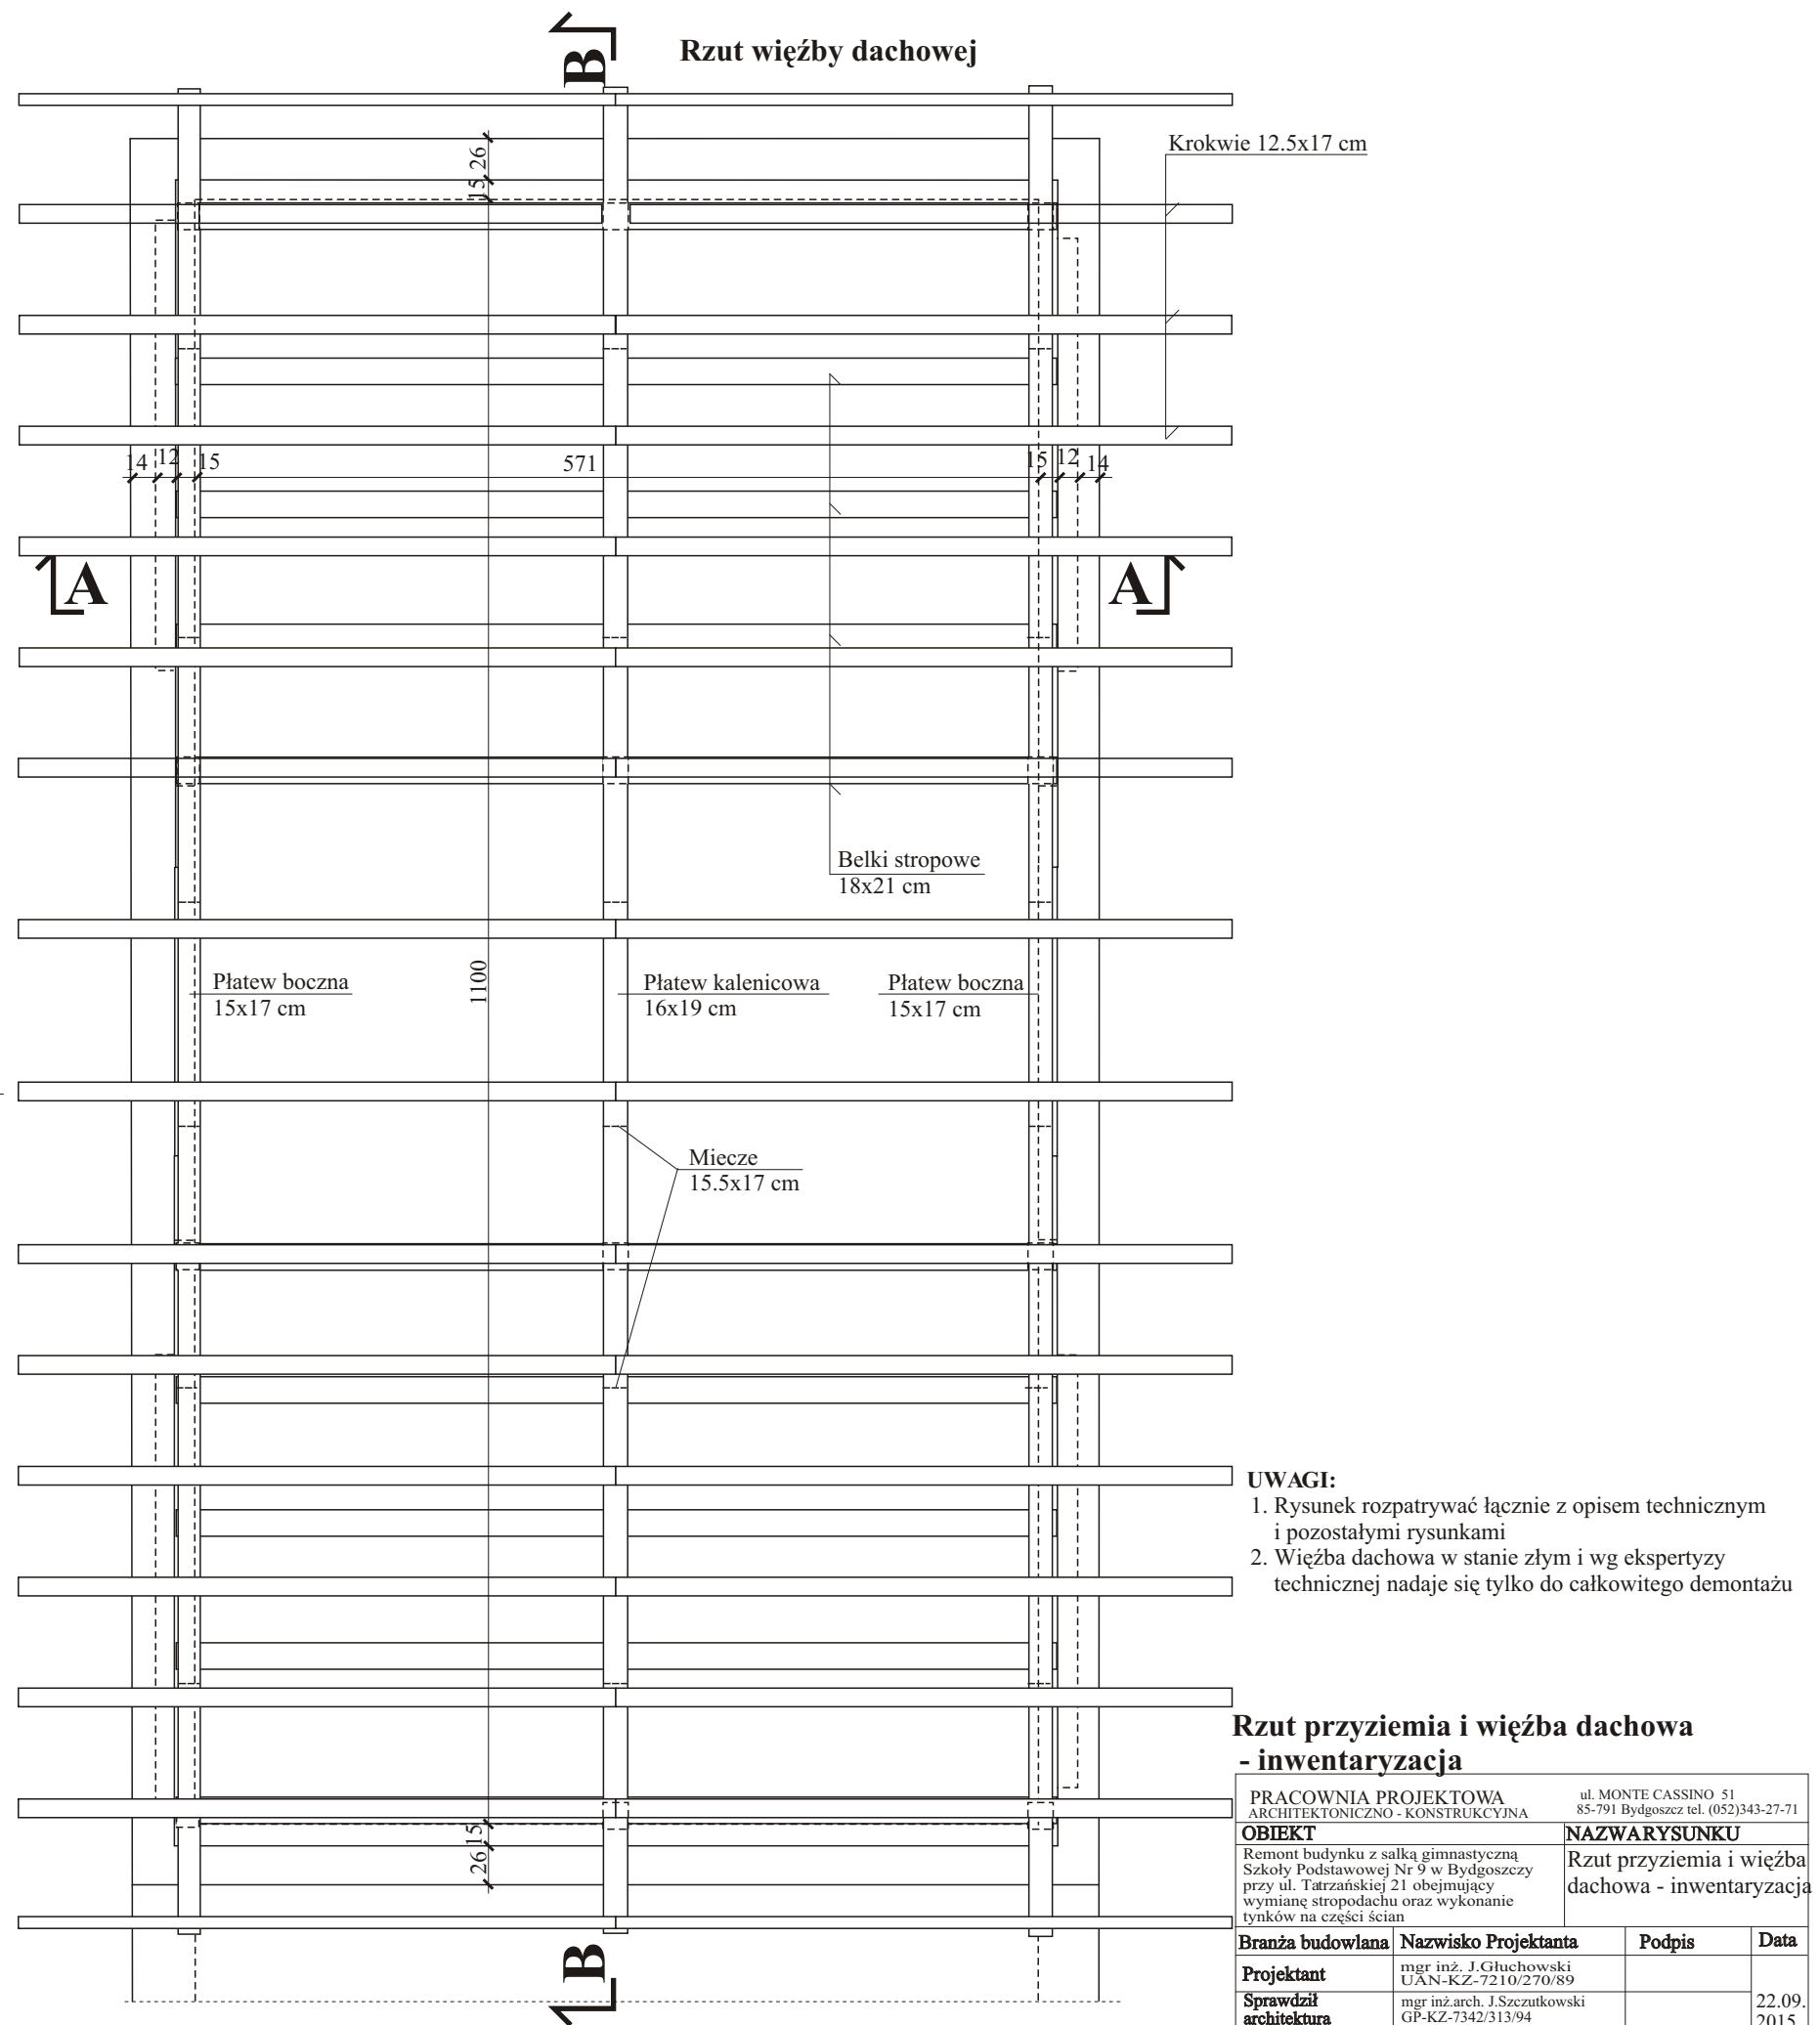 B
Rzut więźby dachowej
Krokwie 12.5x17 cm
26
15
14 12 15 571 15 12 14
A A
Belki stropowe
18x21 cm
1100
Płatew boczna
15x17 cm
Płatew kalenicowa
16x19 cm
Płatew boczna
15x17 cm
Miecze
15.5x17 cm
UWAGI:
1. Rysunek rozpatrywać łącznie z opisem technicznym
i pozostałymi rysunkami
2. Więźba dachowa w stanie złym i wg ekspertyzy
technicznej nadaje się tylko do całkowitego demontażu
15
26
B
Rzut przyziemia i więźba dachowa
- inwentaryzacja
PRACOWNIA PROJEKTOWA
ARCHITEKTONICZNO - KONSTRUKCYJNA
ul. MONTE CASSINO 51
85-791 Bydgoszcz tel. (052)343-27-71
OBIEKT
NAZWA RYSUNKU
Remont budynku z salką gimnastyczną
Szkoły Podstawowej Nr 9 w Bydgoszczy
przy ul. Tatrzańskiej 21 obejmujący
wymianę stropodachu oraz wykonanie
tynków na części ścian
Rzut przyziemia i więźba
dachowa - inwentaryzacja
Branża budowlana Nazwisko Projektanta Podpis Data
Projektant
mgr inż. J.Głuchowski
UAN-KZ-7210/270/89
Sprawdził
architektura
mgr inż.arch. J.Szczutkowski
GP-KZ-7342/313/94
22.09.
2015